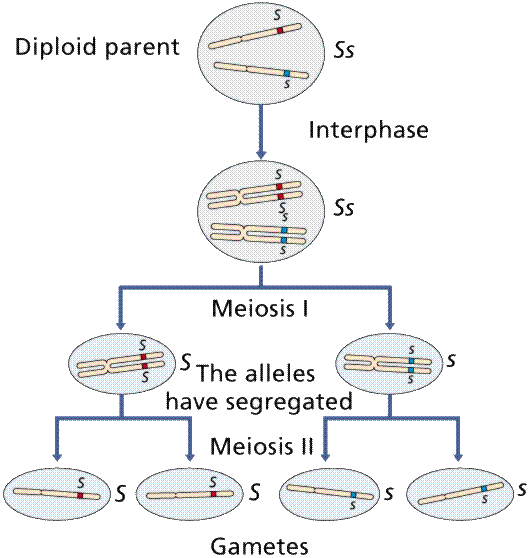 S
Diploid parent
Ss
s
Interphase
S
S
s
Ss
s
Meiosis I
S
S
S
s
s
s
The alleles
have segregated
Meiosis II
S
S
S
S
s
s
s
s
Gametes